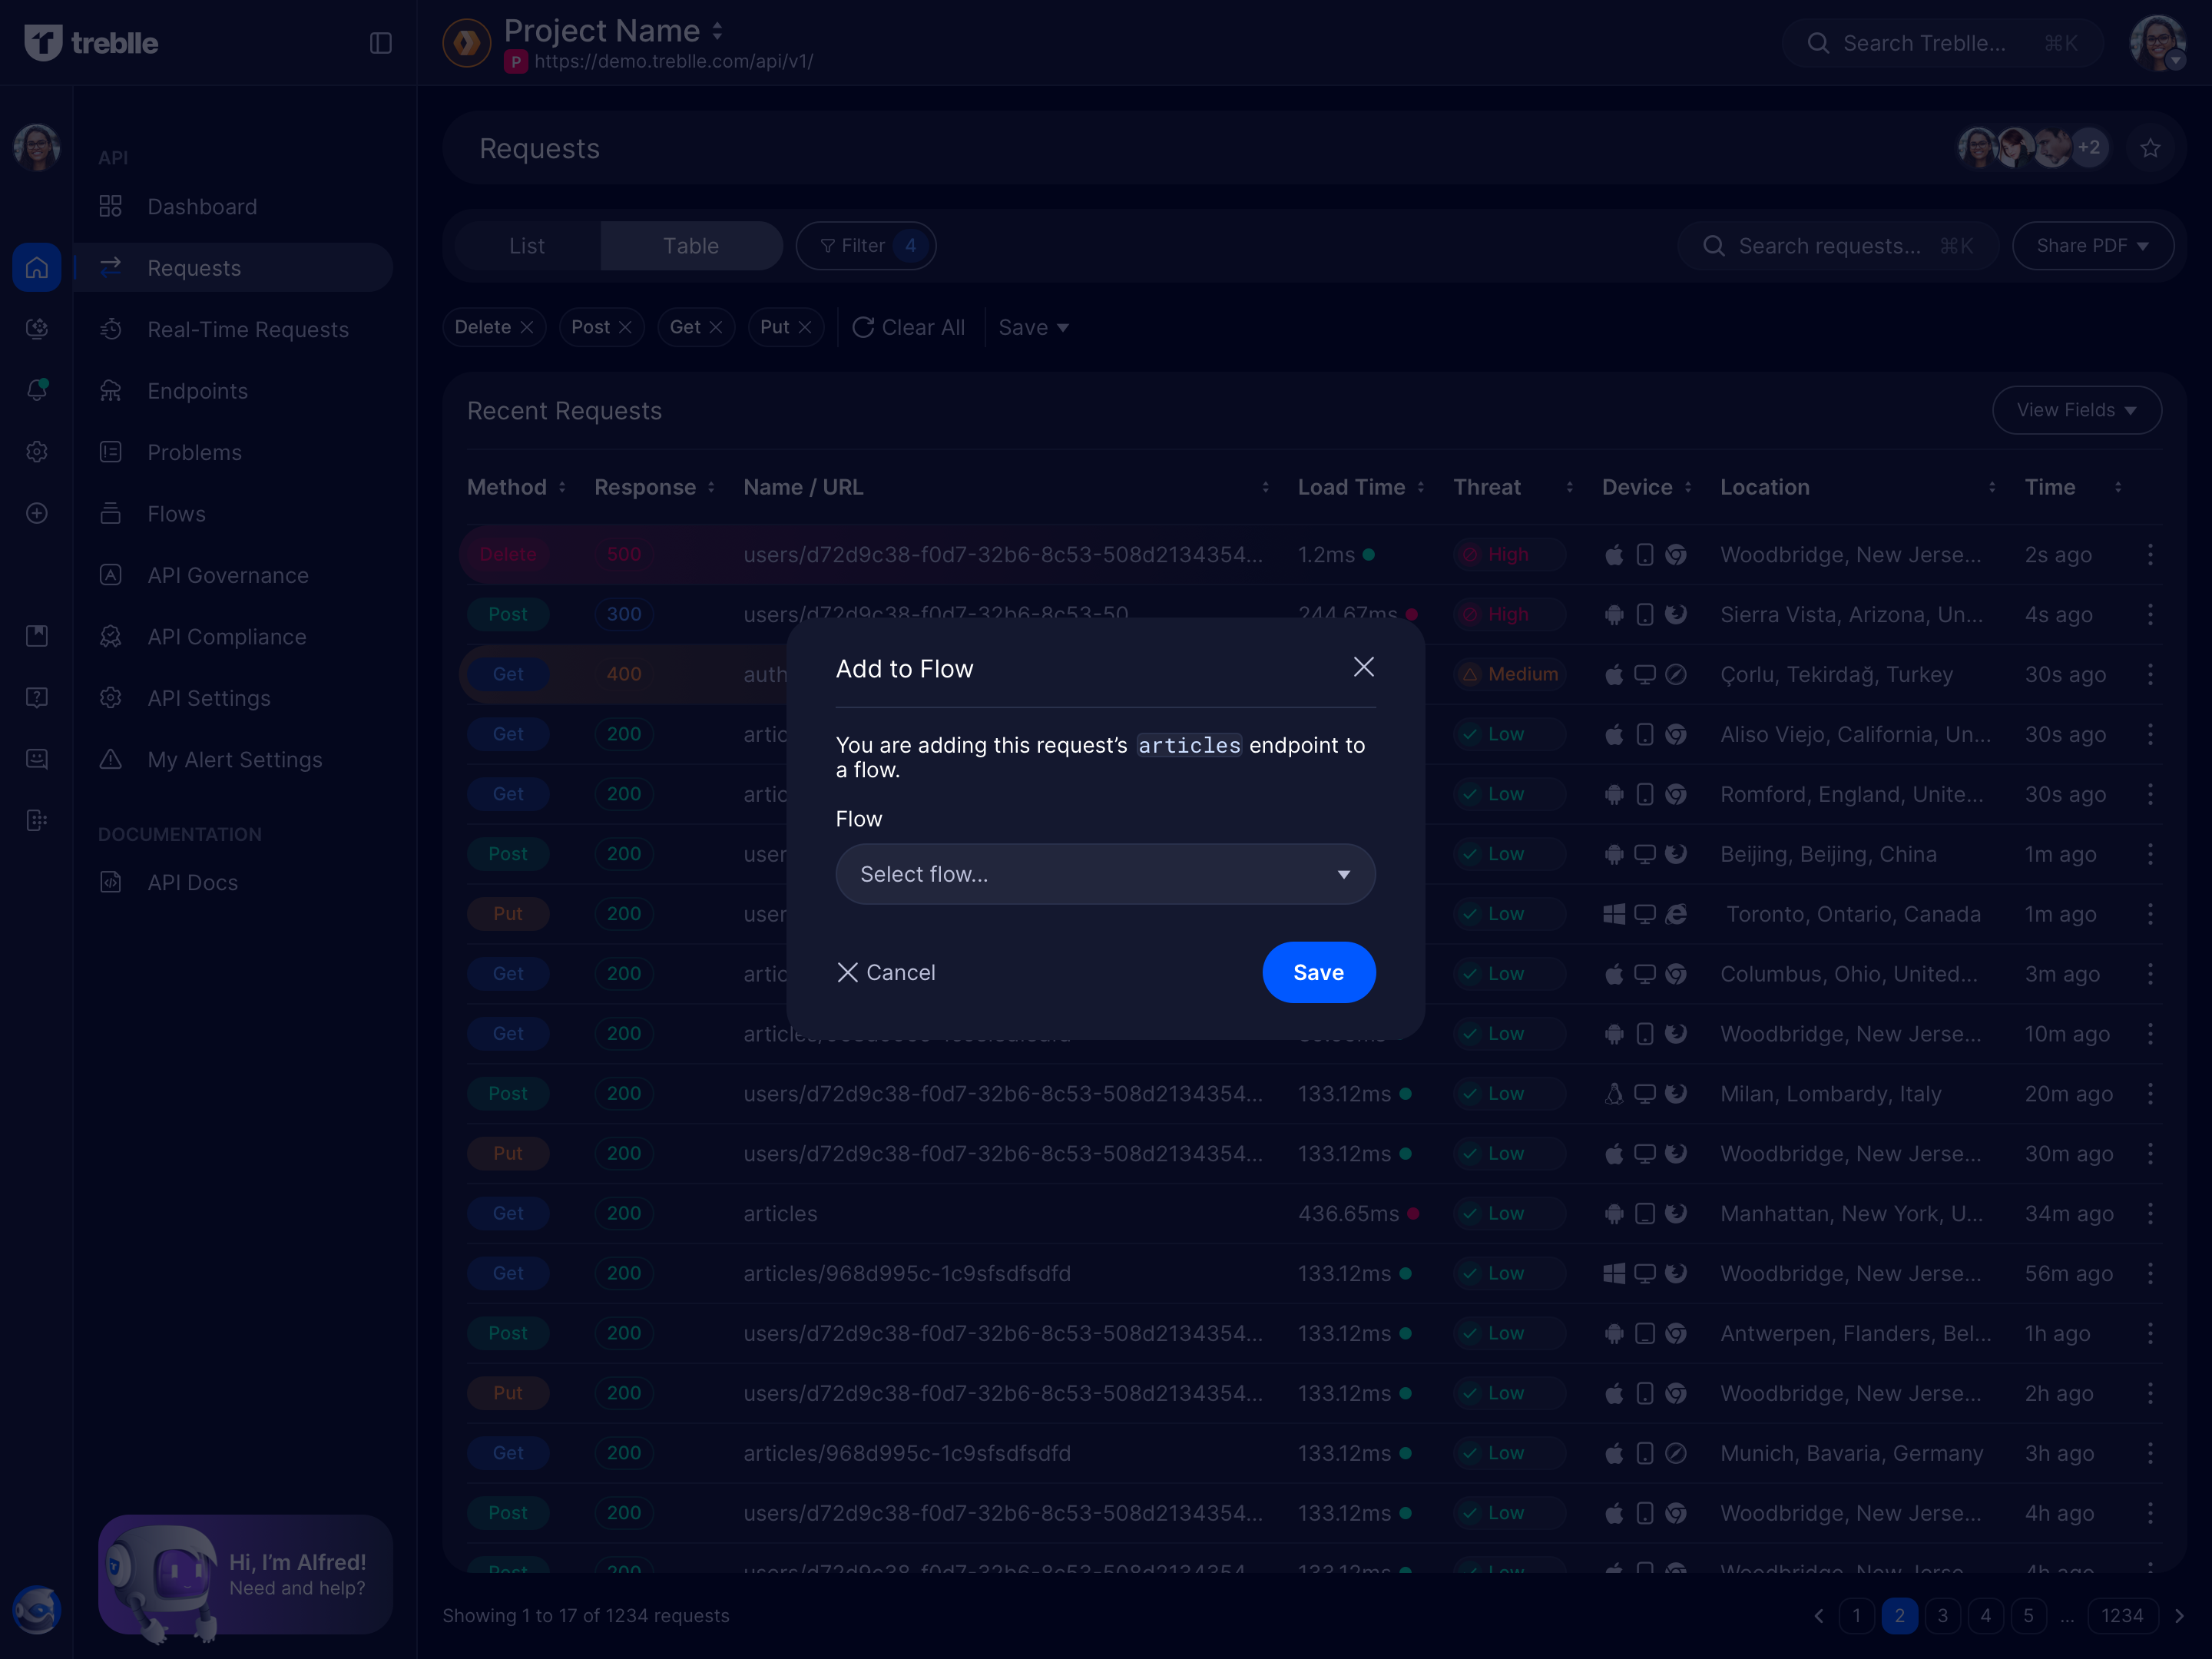 treblle
Project Name
P https://demo.treblle.com/api/v1/
Search Treblle... ⌘K
API
Dashboard
Requests
Real-Time Requests
Endpoints
Problems
Flows
API Governance
API Compliance
API Settings
My Alert Settings
DOCUMENTATION
API Docs
Hi, I'm Alfred!
Need and help?
Requests
+2
List Table Filter 4
Search requests... ⌘K Share PDF
Delete Post Get Put Clear All Save
Recent Requests View Fields
Method Response Name / URL Load Time Threat Device Location Time
Delete 500 users/d72d9c38-f0d7-32b6-8c53-508d2134354... 1.2ms High Woodbridge, New Jerse... 2s ago
Post 300 users/d72d9c38-f0d7-32b6-8c53-50 244.67ms High Sierra Vista, Arizona, Un... 4s ago
Get 400 auth Medium Çorlu, Tekirdağ, Turkey 30s ago
Get 200 artic Low Aliso Viejo, California, Un... 30s ago
Get 200 artic Low Romford, England, Unite... 30s ago
Post 200 user Low Beijing, Beijing, China 1m ago
Put 200 user Low Toronto, Ontario, Canada 1m ago
Get 200 artic Low Columbus, Ohio, United... 3m ago
Get 200 Low Woodbridge, New Jerse... 10m ago
Post 200 users/d72d9c38-f0d7-32b6-8c53-508d2134354... 133.12ms Low Milan, Lombardy, Italy 20m ago
Put 200 users/d72d9c38-f0d7-32b6-8c53-508d2134354... 133.12ms Low Woodbridge, New Jerse... 30m ago
Get 200 articles 436.65ms Low Manhattan, New York, U... 34m ago
Get 200 articles/968d995c-1c9sfsdfsdfd 133.12ms Low Woodbridge, New Jerse... 56m ago
Post 200 users/d72d9c38-f0d7-32b6-8c53-508d2134354... 133.12ms Low Antwerpen, Flanders, Bel... 1h ago
Put 200 users/d72d9c38-f0d7-32b6-8c53-508d2134354... 133.12ms Low Woodbridge, New Jerse... 2h ago
Get 200 articles/968d995c-1c9sfsdfsdfd 133.12ms Low Munich, Bavaria, Germany 3h ago
Post 200 users/d72d9c38-f0d7-32b6-8c53-508d2134354... 133.12ms Low Woodbridge, New Jerse... 4h ago
Add to Flow
You are adding this request’s articles endpoint to
a flow.
Flow
Select flow...
Cancel Save
Showing 1 to 17 of 1234 requests
1 2 3 4 5 ... 1234